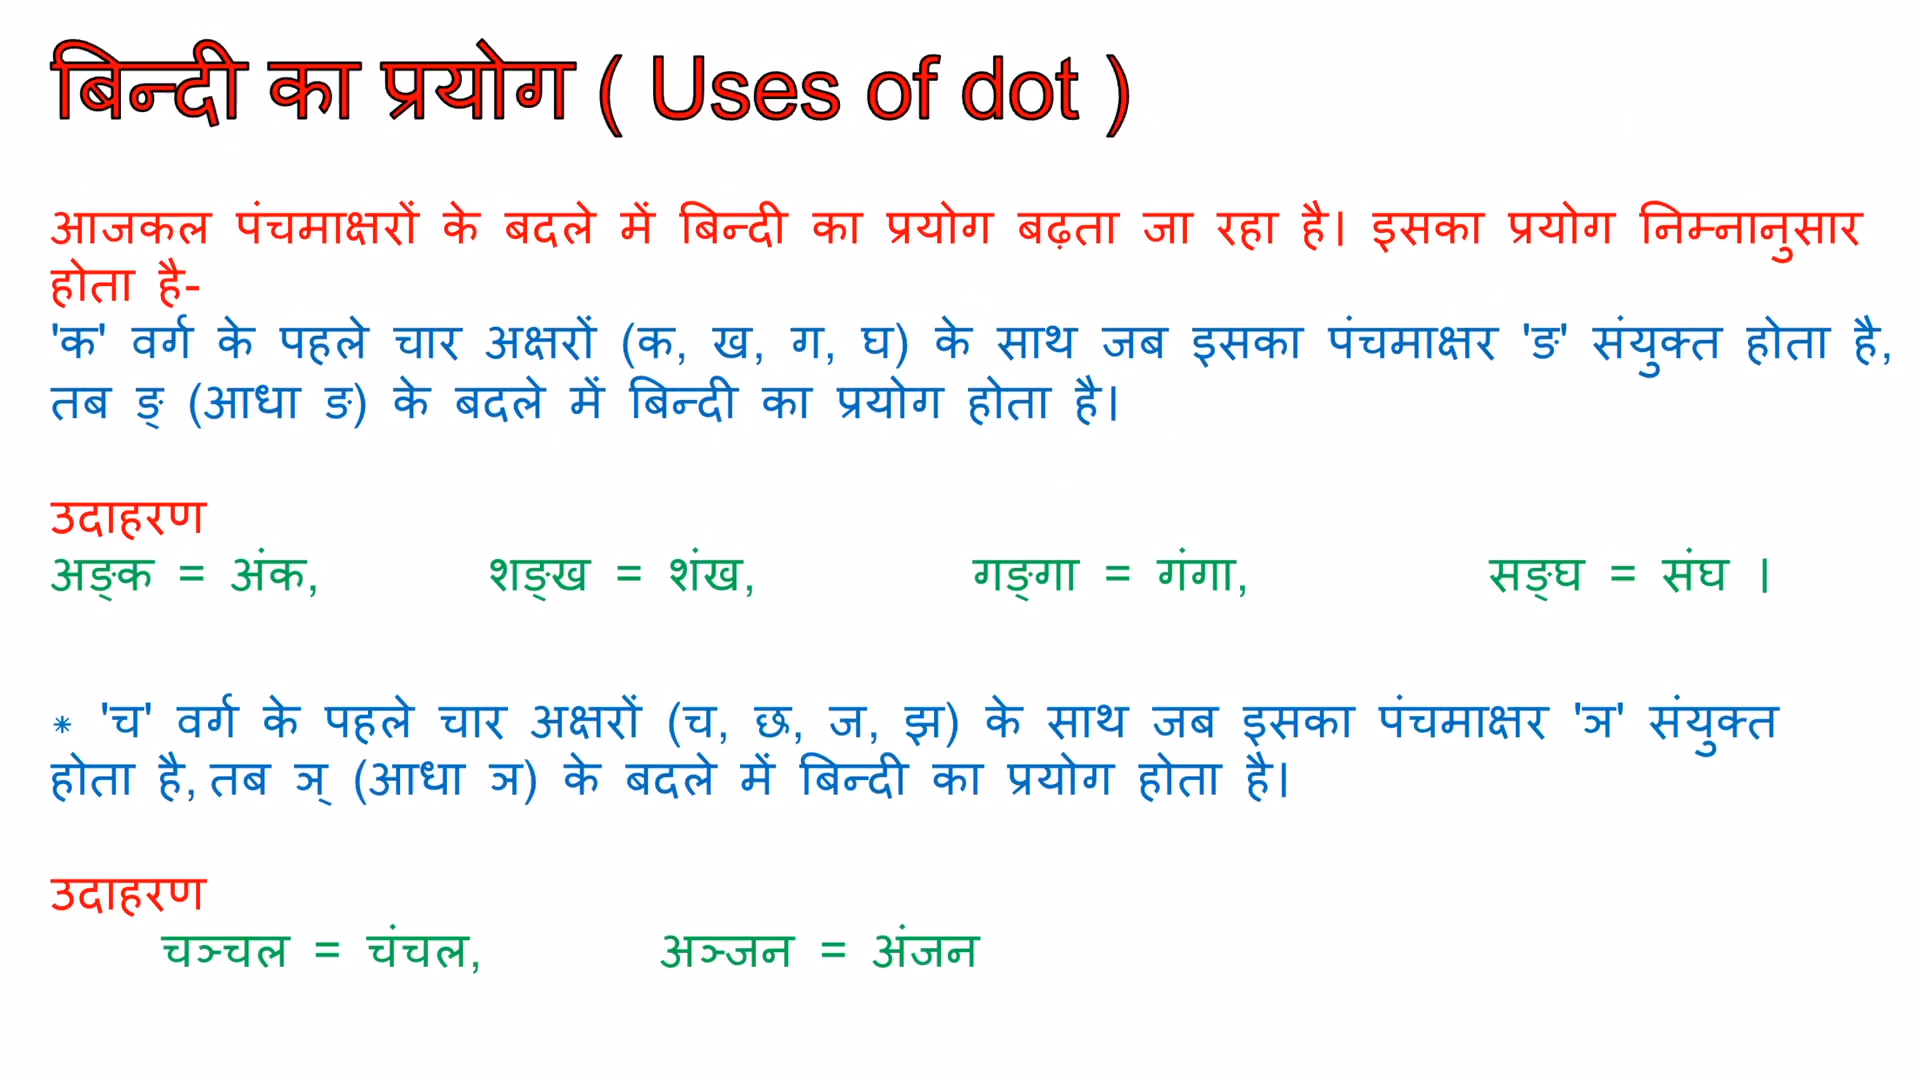 बिन्दी का प्रयोग ( Uses of dot )
आजकल पंचमाक्षरों के बदले में बिन्दी का प्रयोग बढ़ता जा रहा है। इसका प्रयोग निम्नानुसार
होता है-
'क' वर्ग के पहले चार अक्षरों (क, ख, ग, घ) के साथ जब इसका पंचमाक्षर 'ङ' संयुक्त होता है,
तब ङ् (आधा ङ) के बदले में बिन्दी का प्रयोग होता है।
उदाहरण
अङ्क = अंक, शङ्ख = शंख, गङ्गा = गंगा, सङ्घ = संघ ।
* 'च' वर्ग के पहले चार अक्षरों (च, छ, ज, झ) के साथ जब इसका पंचमाक्षर 'ञ' संयुक्त
होता है, तब ञ् (आधा ञ) के बदले में बिन्दी का प्रयोग होता है।
उदाहरण
चञ्चल = चंचल, अञ्जन = अंजन